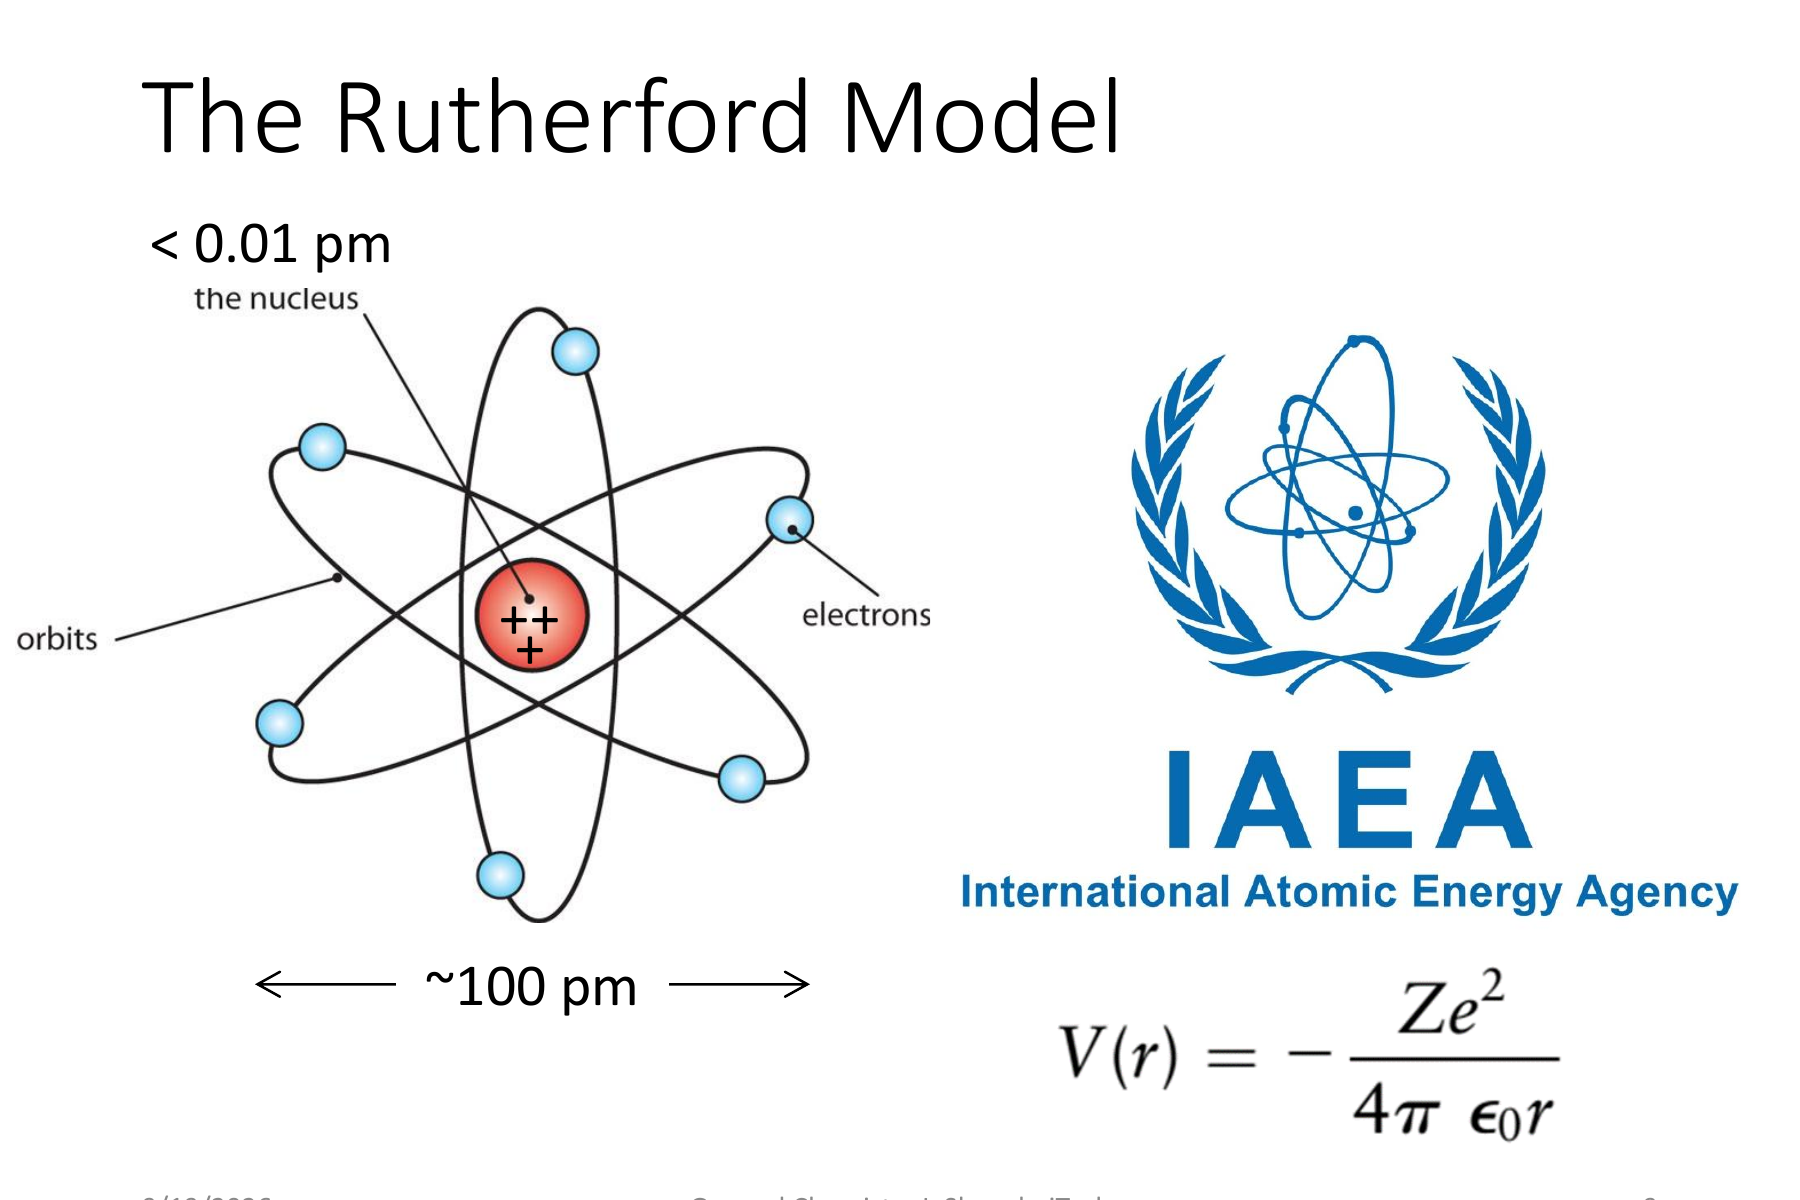 The Rutherford Model
< 0.01 pm
the nucleus
orbits
++
+
electrons
~100 pm
IAEA
International Atomic Energy Agency
V(r) = − Ze² / 4π ε₀r